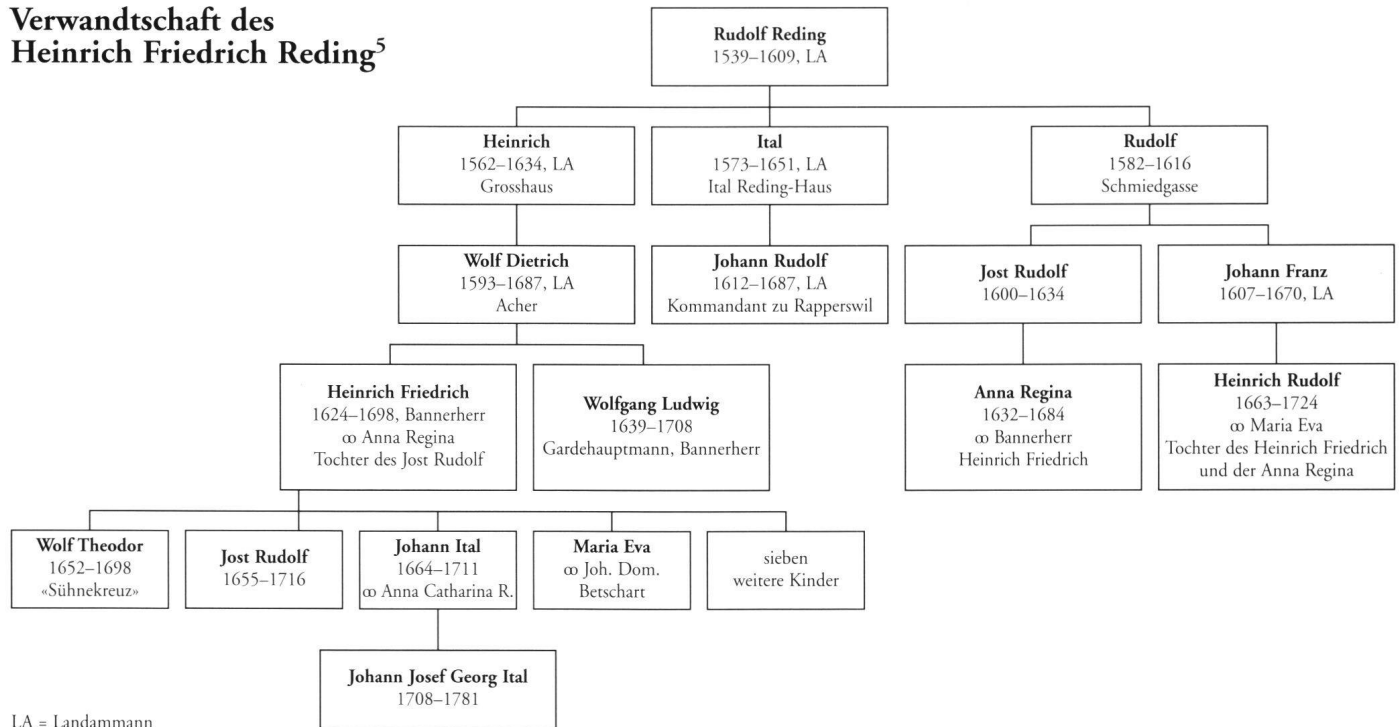 Verwandtschaft des
Heinrich Friedrich Reding⁵
Rudolf Reding
1539–1609, LA
Heinrich
1562–1634, LA
Grosshaus
Ital
1573–1651, LA
Ital Reding-Haus
Rudolf
1582–1616
Schmiedgasse
Wolf Dietrich
1593–1687, LA
Acher
Johann Rudolf
1612–1687, LA
Kommandant zu Rapperswil
Jost Rudolf
1600–1634
Johann Franz
1607–1670, LA
Heinrich Friedrich
1624–1698, Bannerherr
∞ Anna Regina
Tochter des Jost Rudolf
Wolfgang Ludwig
1639–1708
Gardehauptmann, Bannerherr
Anna Regina
1632–1684
∞ Bannerherr
Heinrich Friedrich
Heinrich Rudolf
1663–1724
∞ Maria Eva
Tochter des Heinrich Friedrich
und der Anna Regina
Wolf Theodor
1652–1698
«Sühnekreuz»
Jost Rudolf
1655–1716
Johann Ital
1664–1711
∞ Anna Catharina R.
Maria Eva
∞ Joh. Dom.
Betschart
sieben
weitere Kinder
Johann Josef Georg Ital
1708–1781
LA = Landammann